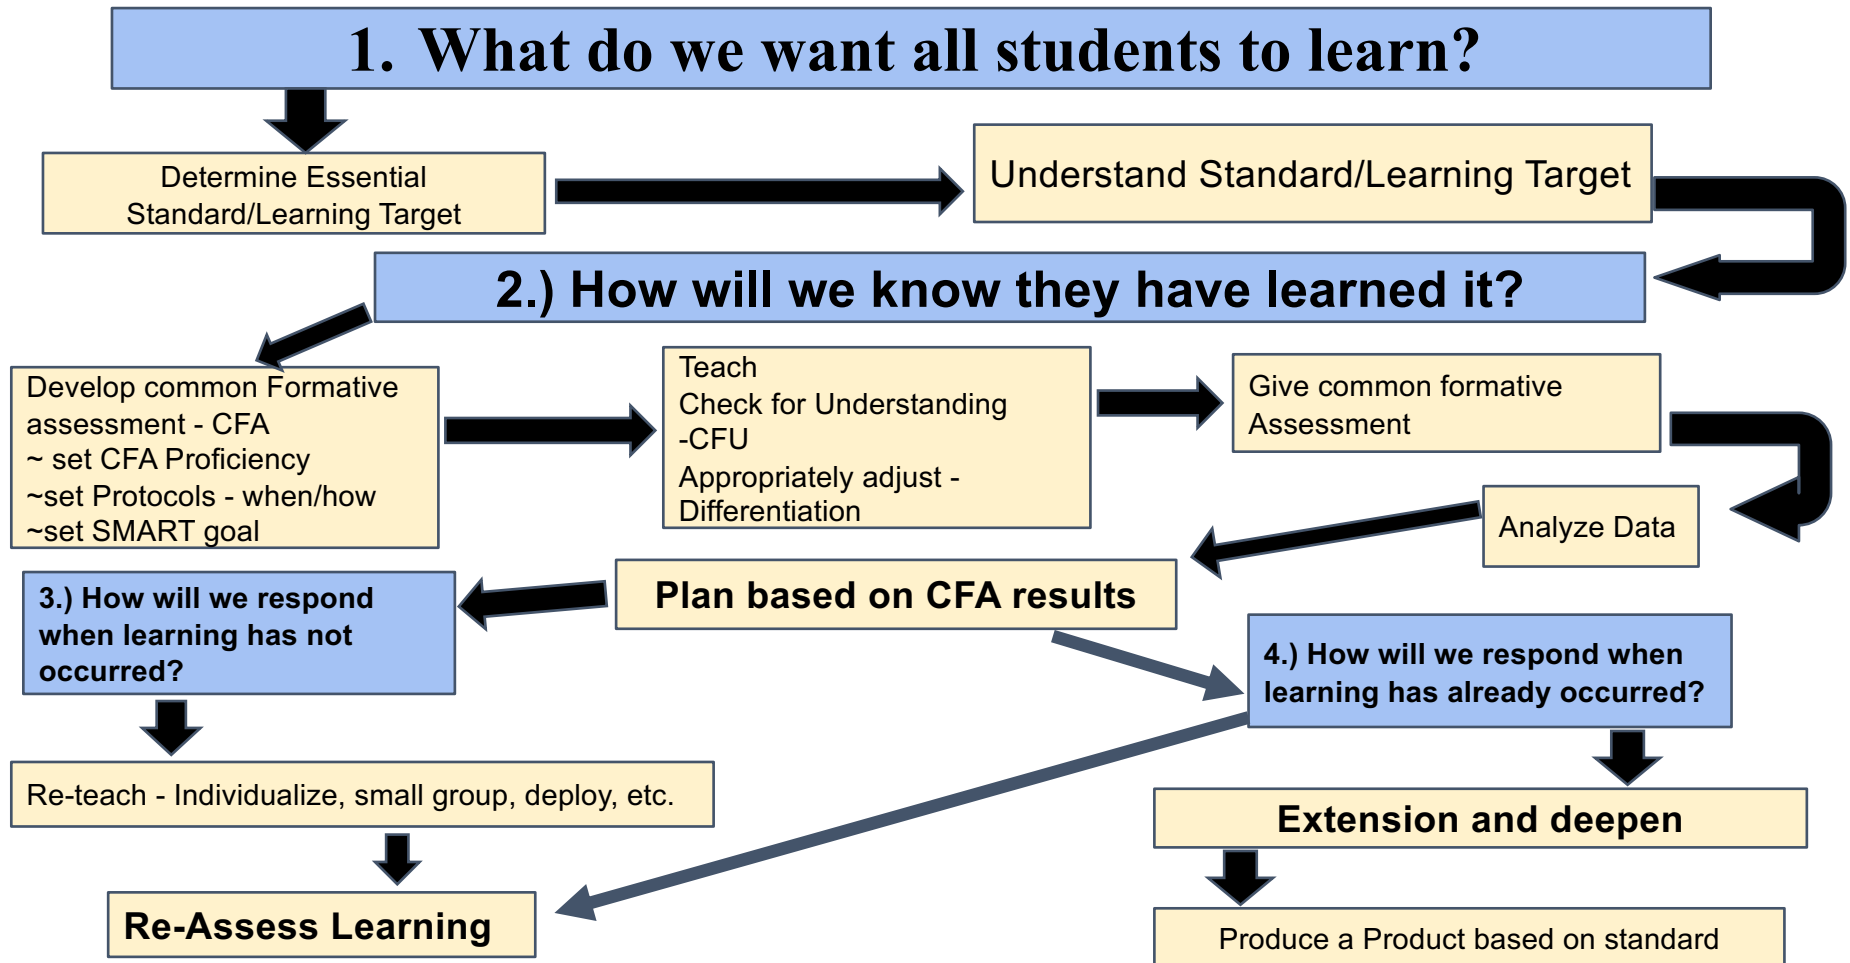 1. What do we want all students to learn?
Determine Essential
Standard/Learning Target
Understand Standard/Learning Target
2.) How will we know they have learned it?
Develop common Formative
assessment - CFA
~ set CFA Proficiency
~set Protocols - when/how
~set SMART goal
Teach
Check for Understanding
-CFU
Appropriately adjust -
Differentiation
Give common formative
Assessment
Analyze Data
Plan based on CFA results
3.) How will we respond
when learning has not
occurred?
4.) How will we respond when
learning has already occurred?
Re-teach - Individualize, small group, deploy, etc.
Extension and deepen
Re-Assess Learning
Produce a Product based on standard